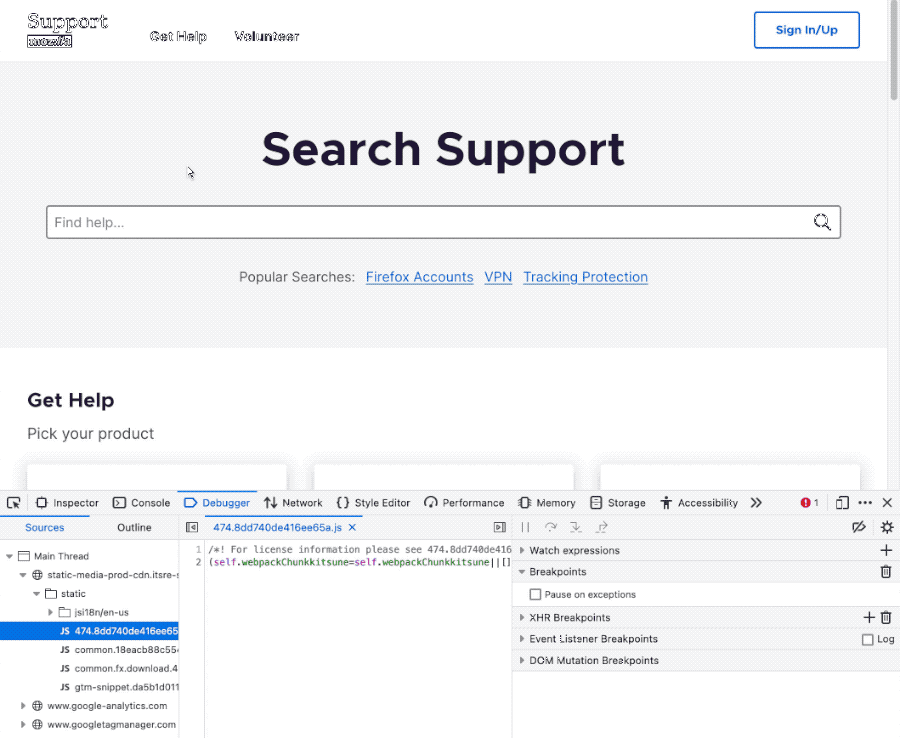 Support
mozilla
Get Help Volunteer
Sign In/Up
Search Support
Find help...
Popular Searches: Firefox Accounts VPN Tracking Protection
Get Help
Pick your product
Inspector Console Debugger Network {} Style Editor Performance Memory Storage Accessibility 1
Sources Outline 474.8dd740de416ee65a.js
Main Thread
static-media-prod-cdn.itsre-s
static
jsi18n/en-us
JS 474.8dd740de416ee65
JS common.18eacb88c55
JS common.fx.download.4
JS gtm-snippet.da5b1d011
www.google-analytics.com
www.googletagmanager.com
1 /*! For license information please see 474.8dd740de416
2 (self.webpackChunkkitsune=self.webpackChunkkitsune||[]
Watch expressions
Breakpoints
Pause on exceptions
XHR Breakpoints
Event Listener Breakpoints Log
DOM Mutation Breakpoints